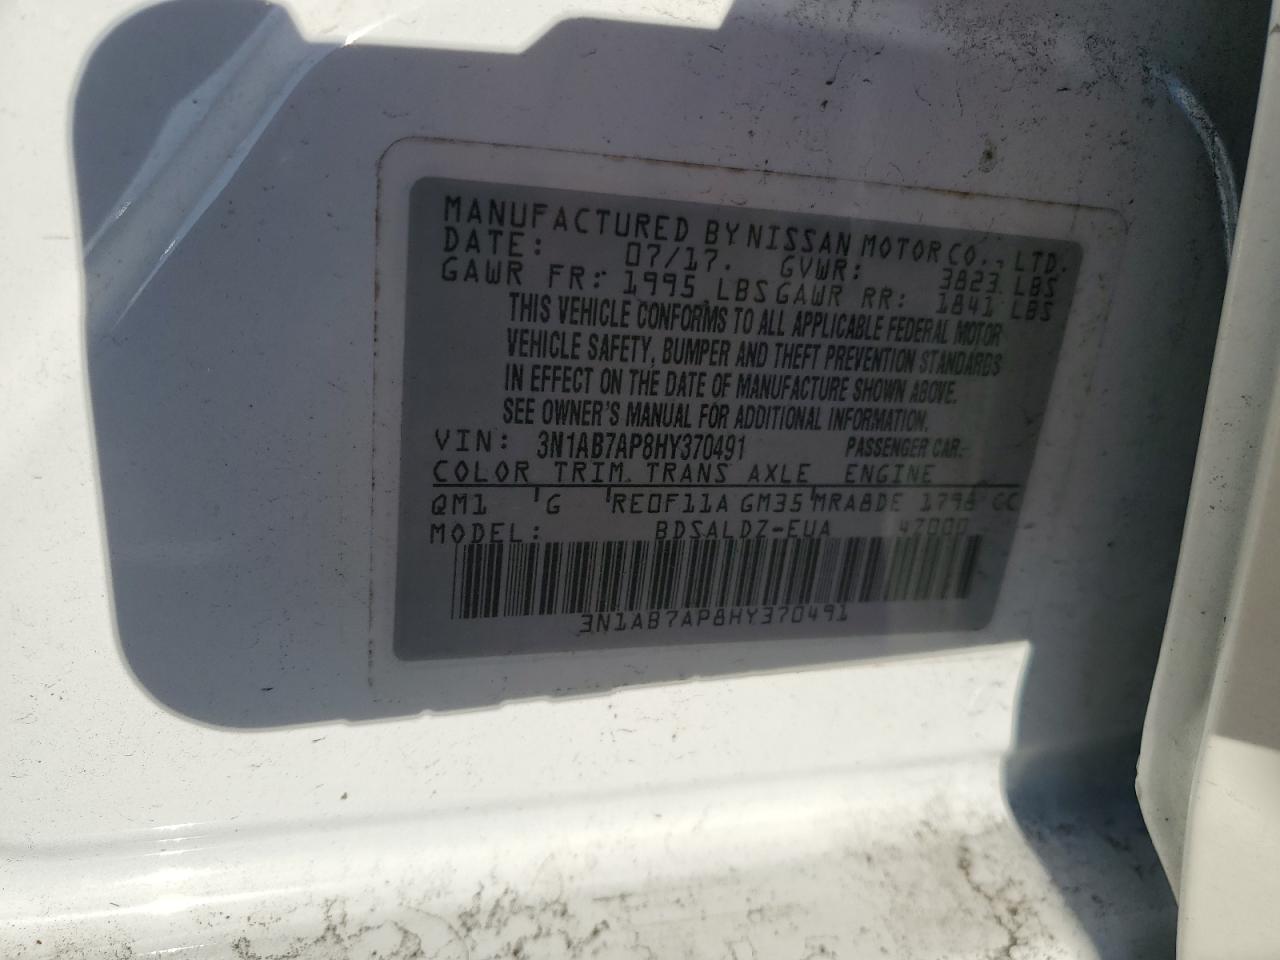 MANUFACTURED BY NISSAN MOTOR CO., LTD.
DATE: 07/17. GVWR: 3823 LBS
GAWR FR: 1995 LBS GAWR RR: 1841 LBS
THIS VEHICLE CONFORMS TO ALL APPLICABLE FEDERAL MOTOR
VEHICLE SAFETY, BUMPER AND THEFT PREVENTION STANDARDS
IN EFFECT ON THE DATE OF MANUFACTURE SHOWN ABOVE.
SEE OWNER'S MANUAL FOR ADDITIONAL INFORMATION.
VIN: 3N1AB7AP8HY370491 PASSENGER CAR.
COLOR TRIM TRANS AXLE ENGINE
QM1 G RE0F11A GM35 MRA8DE 1798 CC
MODEL: BDSALDZ-EUA 47000
3N1AB7AP8HY370491